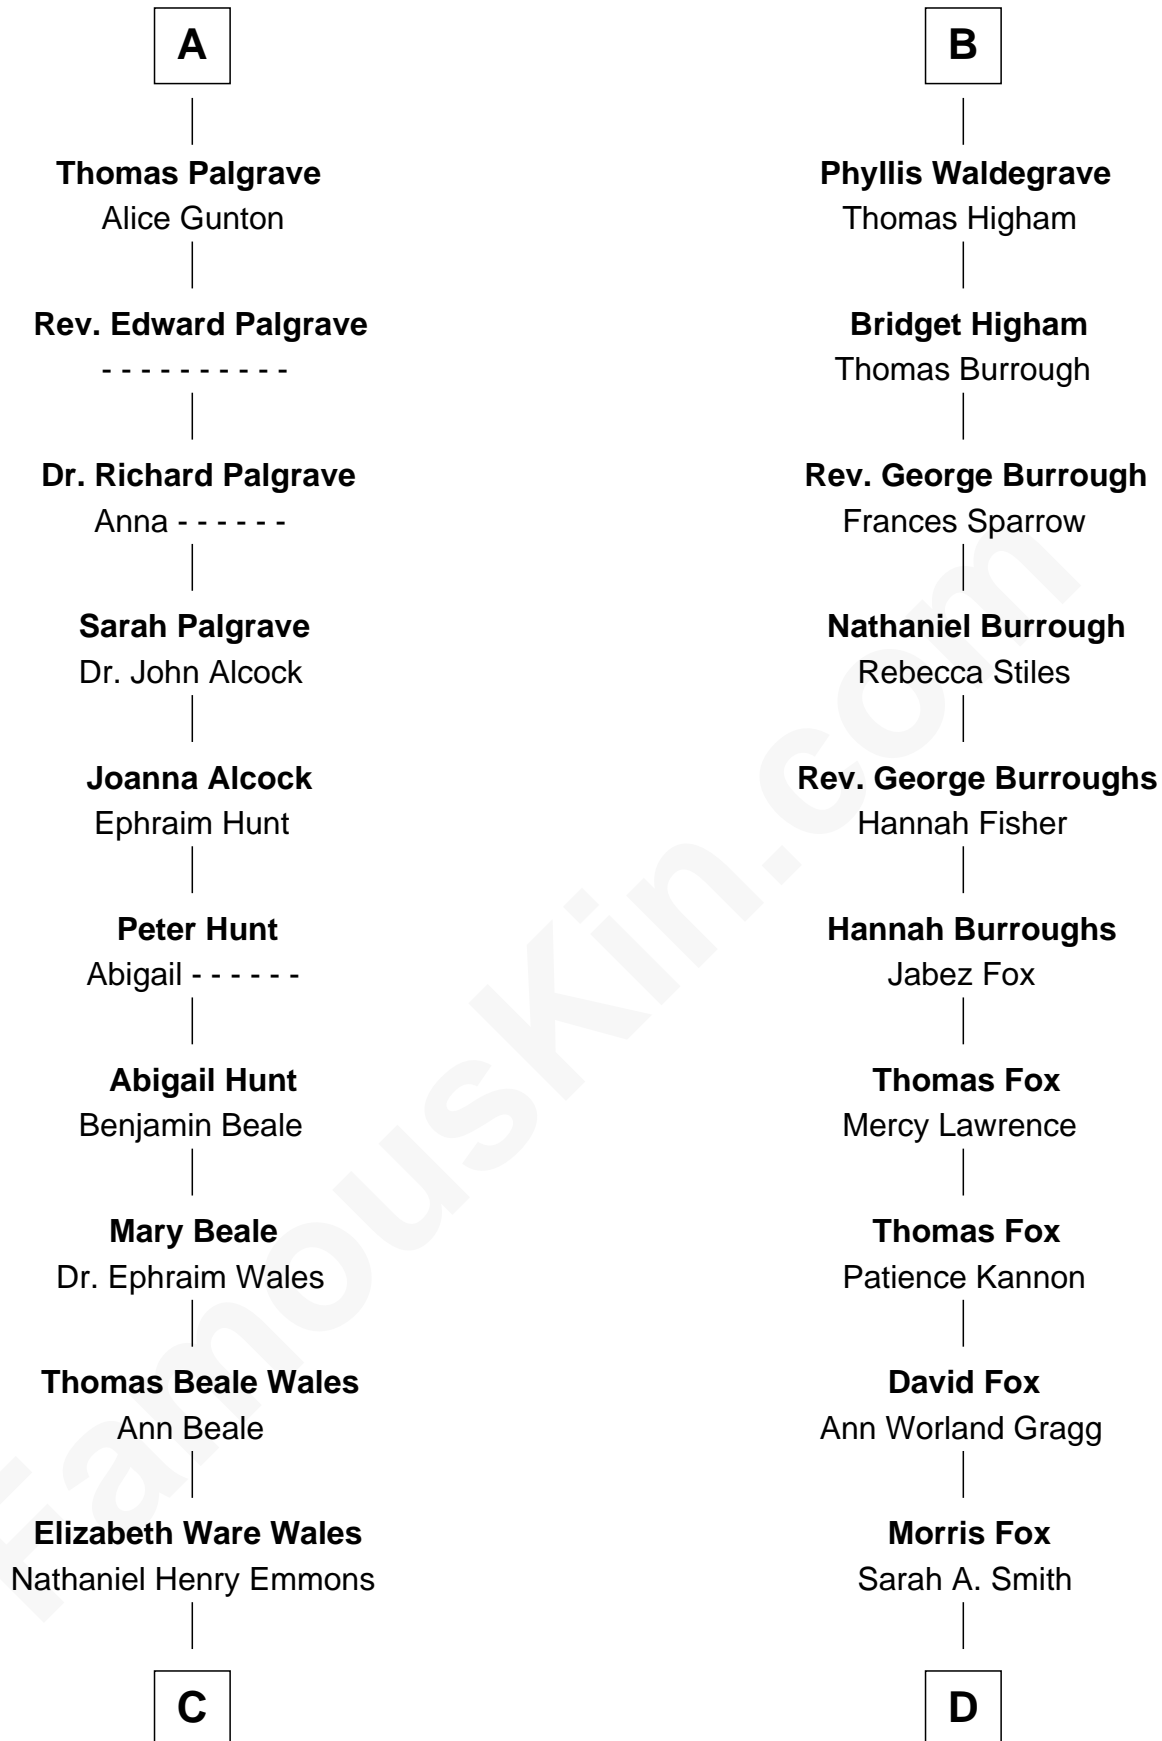 A
Thomas Palgrave
Alice Gunton
Rev. Edward Palgrave
- - - - - - - - - -
Dr. Richard Palgrave
Anna - - - - - -
Sarah Palgrave
Dr. John Alcock
Joanna Alcock
Ephraim Hunt
Peter Hunt
Abigail - - - - - -
Abigail Hunt
Benjamin Beale
Mary Beale
Dr. Ephraim Wales
Thomas Beale Wales
Ann Beale
Elizabeth Ware Wales
Nathaniel Henry Emmons
C
B
Phyllis Waldegrave
Thomas Higham
Bridget Higham
Thomas Burrough
Rev. George Burrough
Frances Sparrow
Nathaniel Burrough
Rebecca Stiles
Rev. George Burroughs
Hannah Fisher
Hannah Burroughs
Jabez Fox
Thomas Fox
Mercy Lawrence
Thomas Fox
Patience Kannon
David Fox
Ann Worland Gragg
Morris Fox
Sarah A. Smith
D
FamousKin.com